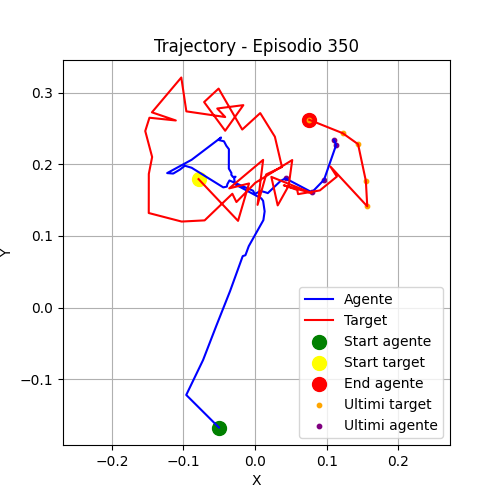 Trajectory - Episodio 350
0.3
0.2
0.1
0.0
−0.1
Y
−0.2
−0.1
0.0
0.1
0.2
X
Agente
Target
Start agente
Start target
End agente
Ultimi target
Ultimi agente